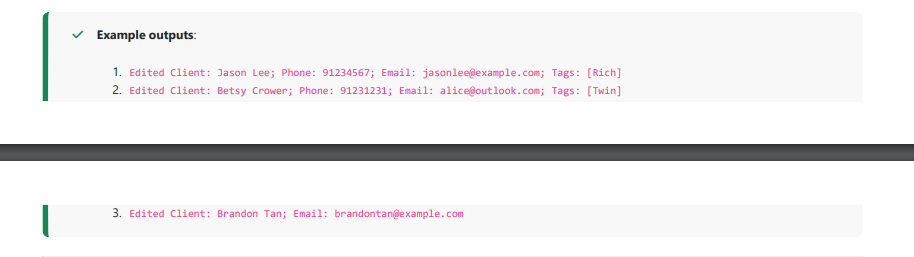 Example outputs:
1. Edited Client: Jason Lee; Phone: 91234567; Email: jasonlee@example.com; Tags: [Rich]
2. Edited Client: Betsy Crower; Phone: 91231231; Email: alice@outlook.com; Tags: [Twin]
3. Edited Client: Brandon Tan; Email: brandontan@example.com